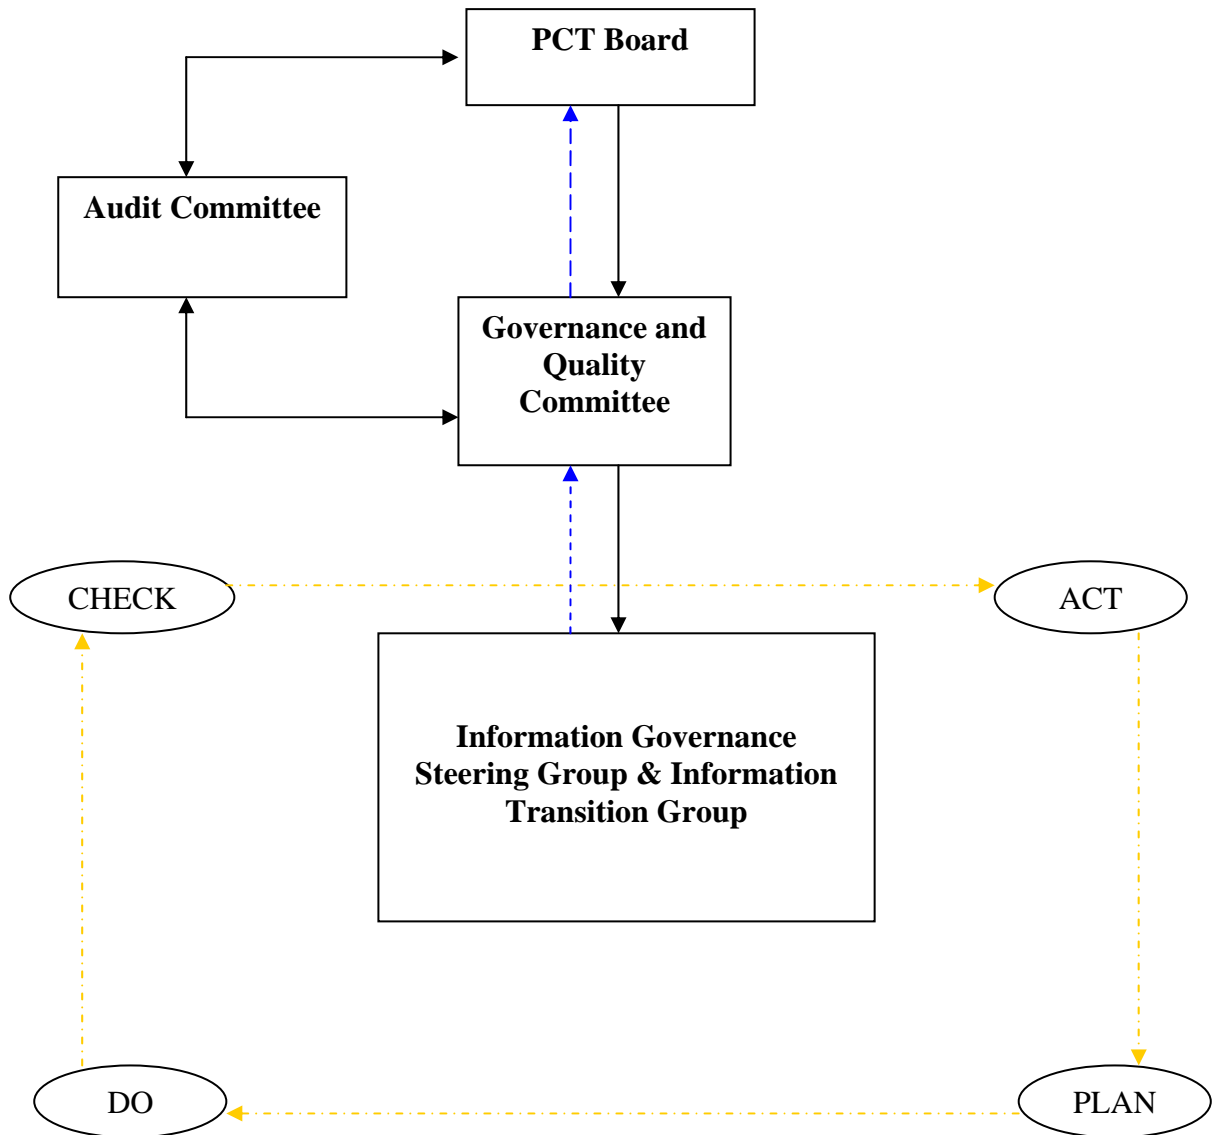 PCT Board
Audit Committee
Governance and
Quality
Committee
CHECK
ACT
Information Governance
Steering Group & Information
Transition Group
DO
PLAN